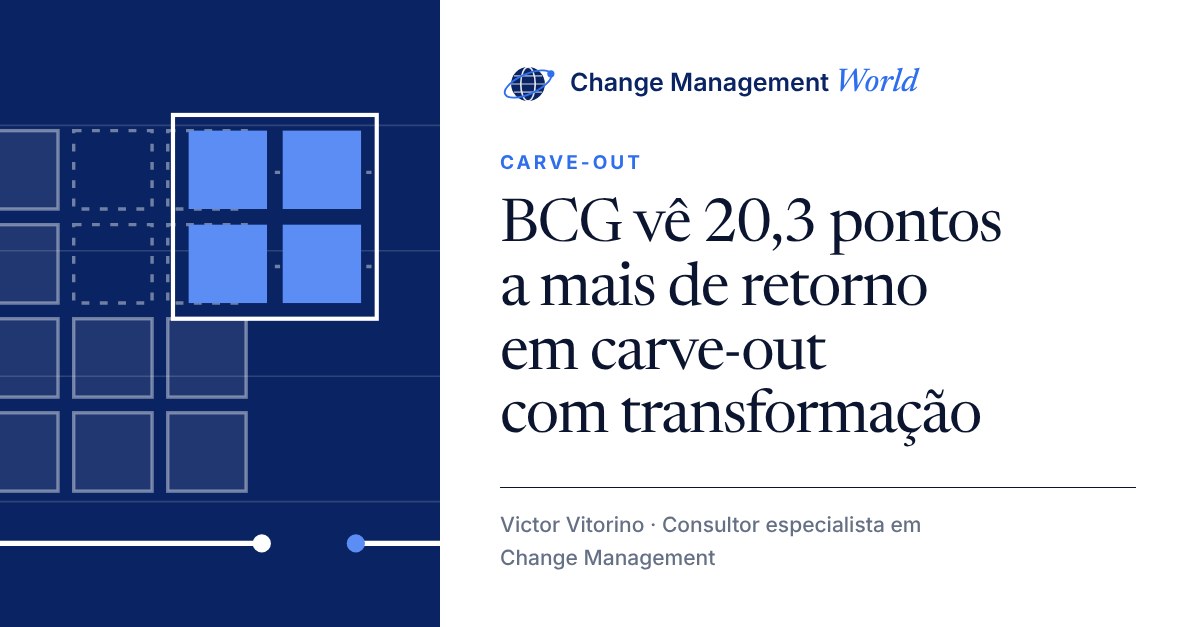 Change Management World
CARVE-OUT
BCG vê 20,3 pontos
a mais de retorno
em carve-out
com transformação
Victor Vitorino · Consultor especialista em
Change Management